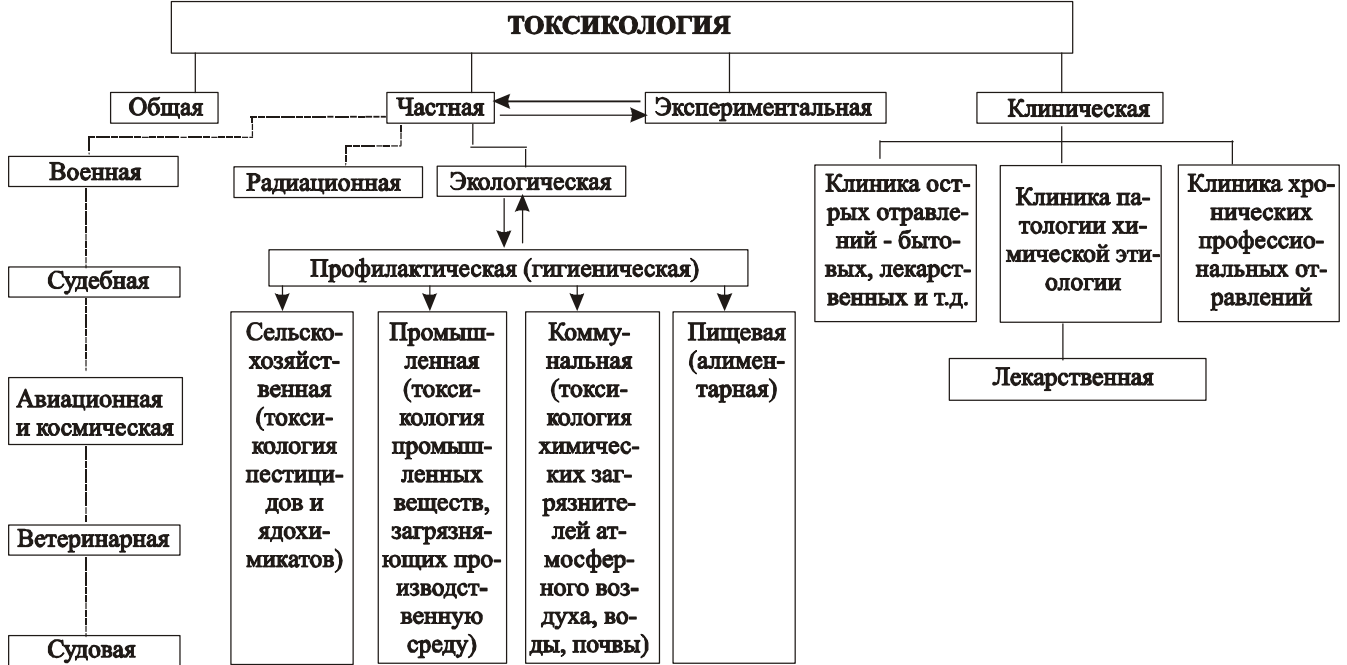 ТОКСИКОЛОГИЯ
Общая
Частная
Экспериментальная
Клиническая
Военная
Судебная
Авиационная
и космическая
Ветеринарная
Судовая
Радиационная
Экологическая
Профилактическая (гигиеническая)
Сельско-
хозяйст-
венная
(токси-
кология
пестици-
дов и
ядохи-
микатов)
Промыш-
ленная
(токси-
кология
промыш-
ленных
веществ,
загрязня-
ющих про-
изводст-
венную
среду)
Комму-
нальная
(токси-
кология
химичес-
ких заг-
рязните-
лей ат-
мосфер-
ного воз-
духа, во-
ды, почвы)
Пищевая
(алимен-
тарная)
Клиника ост-
рых отравле-
ний - быто-
вых, лекарст-
венных и т.д.
Клиника па-
тологии хи-
мической эти-
ологии
Клиника хро-
нических
профессио-
нальных от-
равлений
Лекарственная